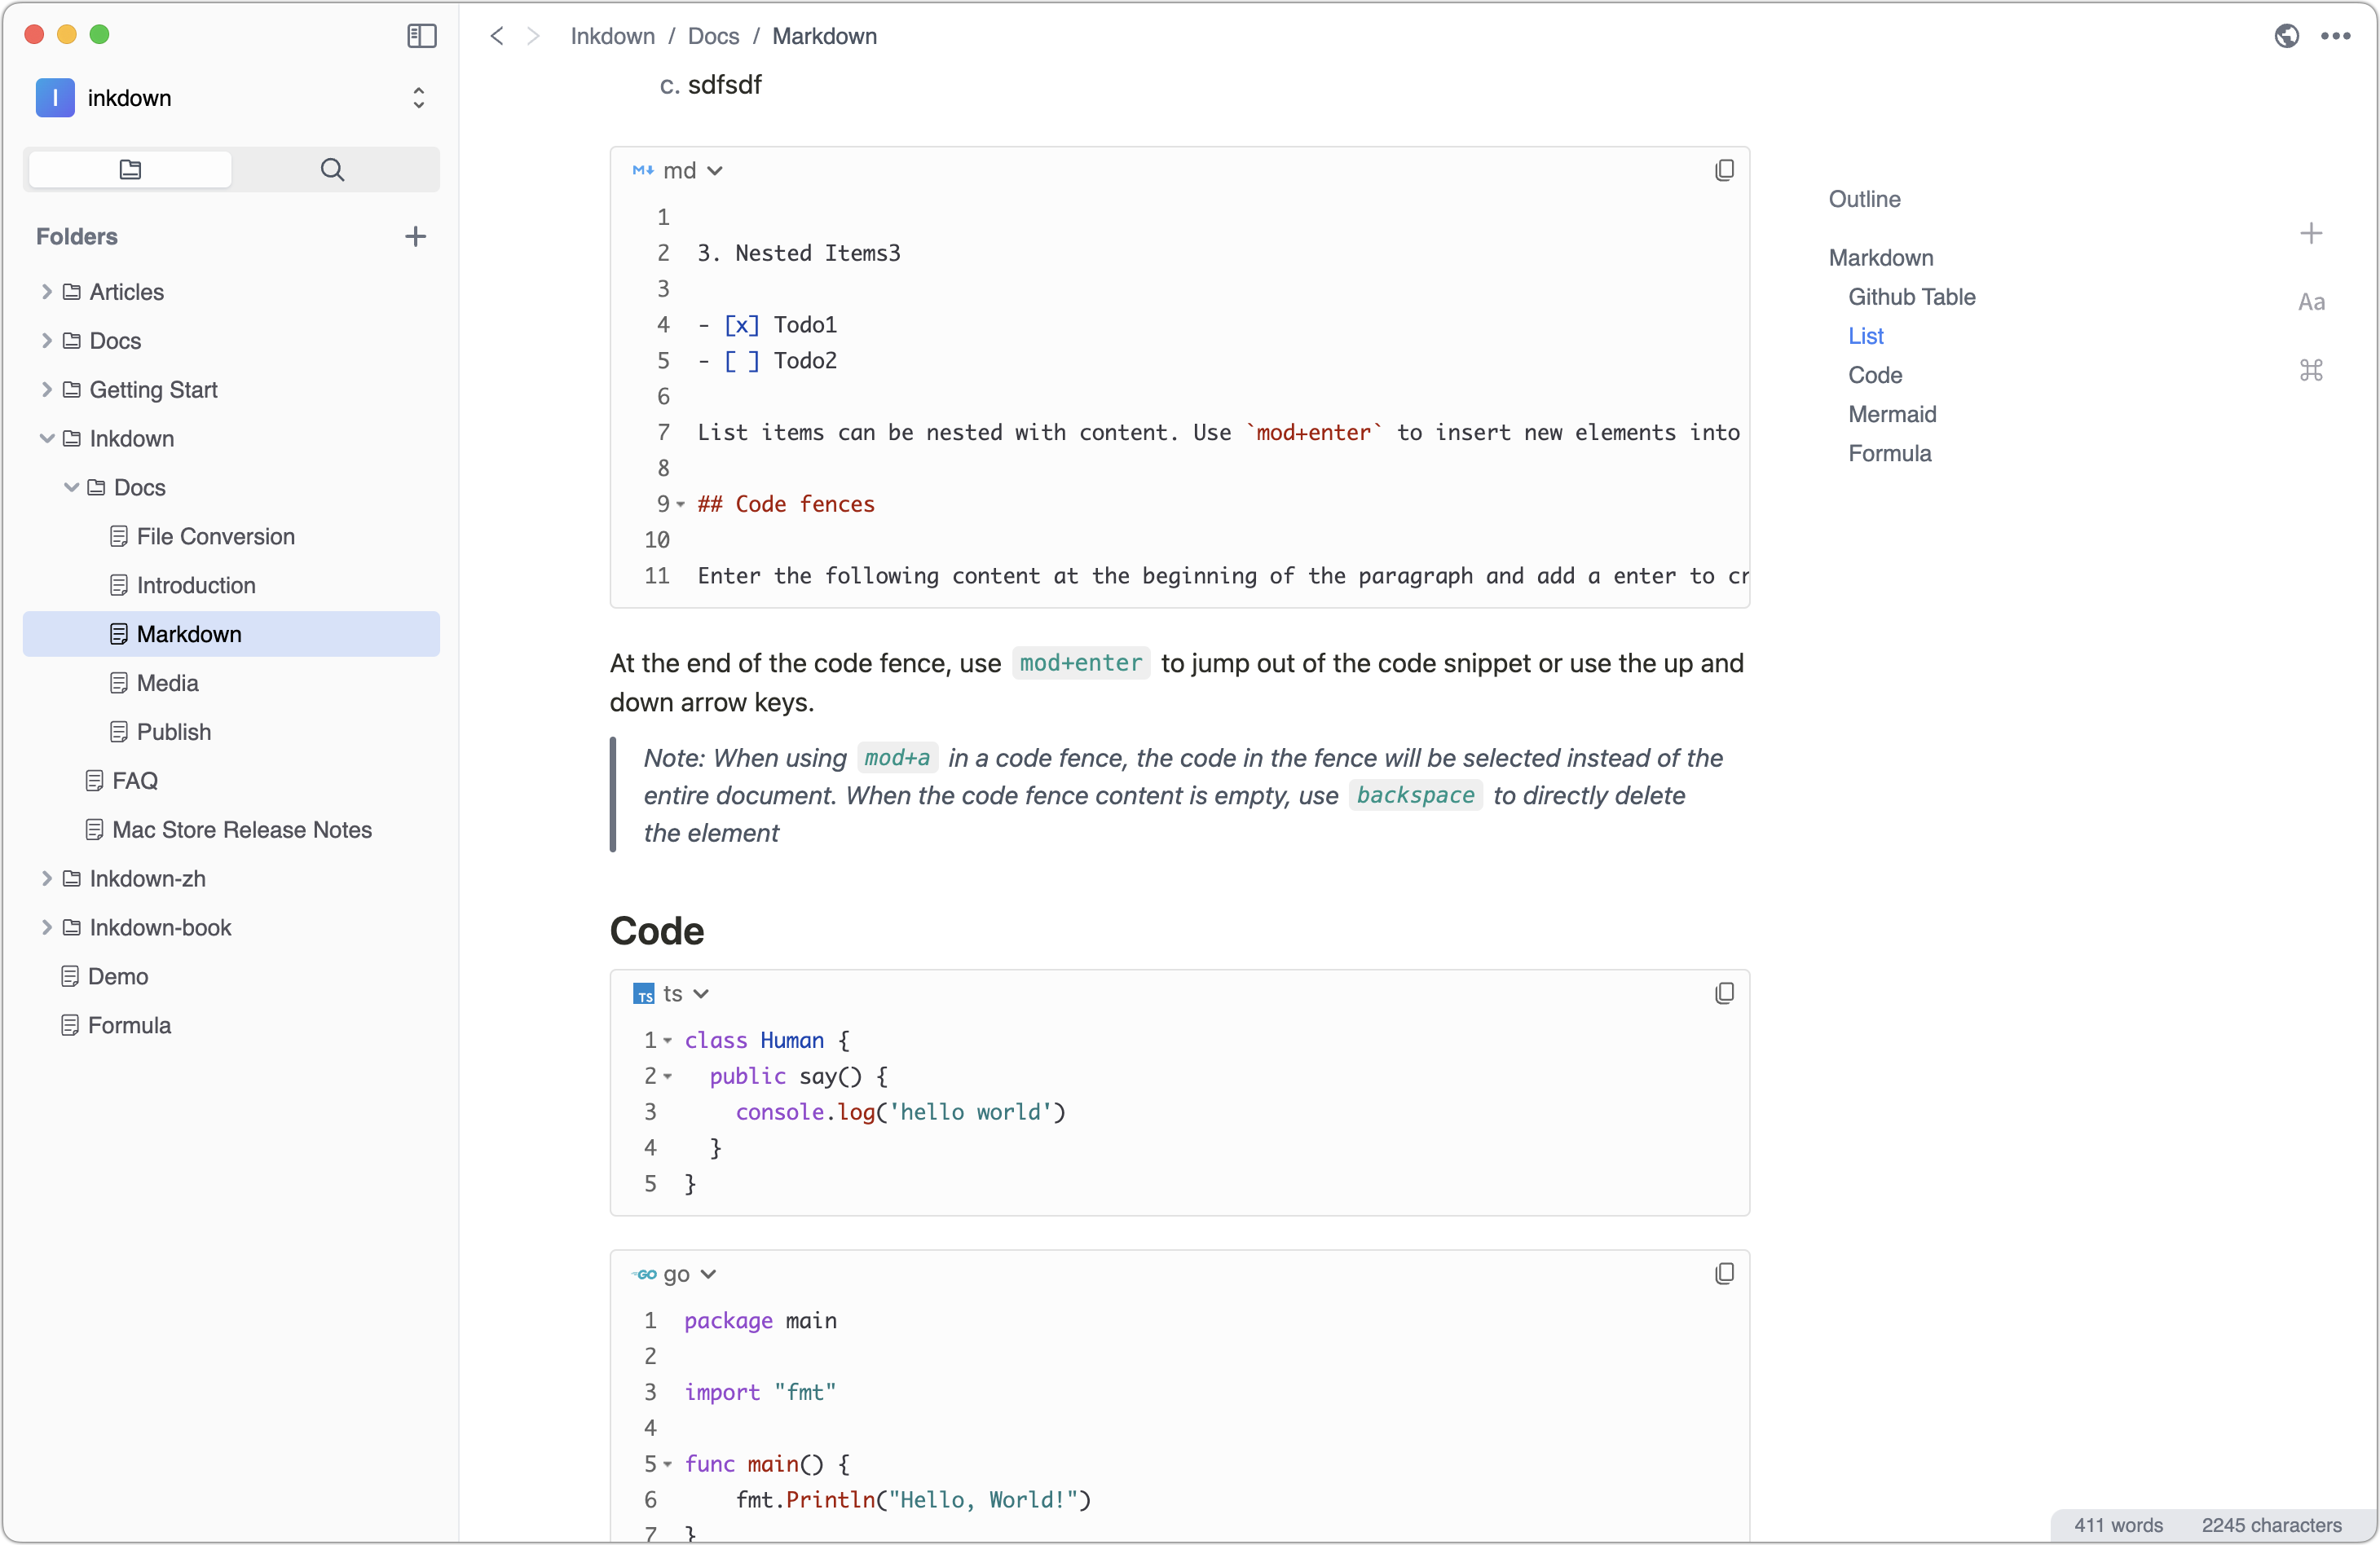 I inkdown
Folders
Articles
Docs
Getting Start
Inkdown
Docs
File Conversion
Introduction
Markdown
Media
Publish
FAQ
Mac Store Release Notes
Inkdown-zh
Inkdown-book
Demo
Formula
Inkdown / Docs / Markdown
c. sdfsdf
M↓ md
1
2 3. Nested Items3
3
4 - [x] Todo1
5 - [ ] Todo2
6
7 List items can be nested with content. Use `mod+enter` to insert new elements into
8
9 ## Code fences
10
11 Enter the following content at the beginning of the paragraph and add a enter to cr
At the end of the code fence, use mod+enter to jump out of the code snippet or use the up and
down arrow keys.
Note: When using mod+a in a code fence, the code in the fence will be selected instead of the
entire document. When the code fence content is empty, use backspace to directly delete
the element
Code
TS ts
1 class Human {
2 public say() {
3 console.log('hello world')
4 }
5 }
GO go
1 package main
2
3 import "fmt"
4
5 func main() {
6 fmt.Println("Hello, World!")
7 }
Outline
Markdown
Github Table
List
Code
Mermaid
Formula
Aa
⌘
411 words 2245 characters